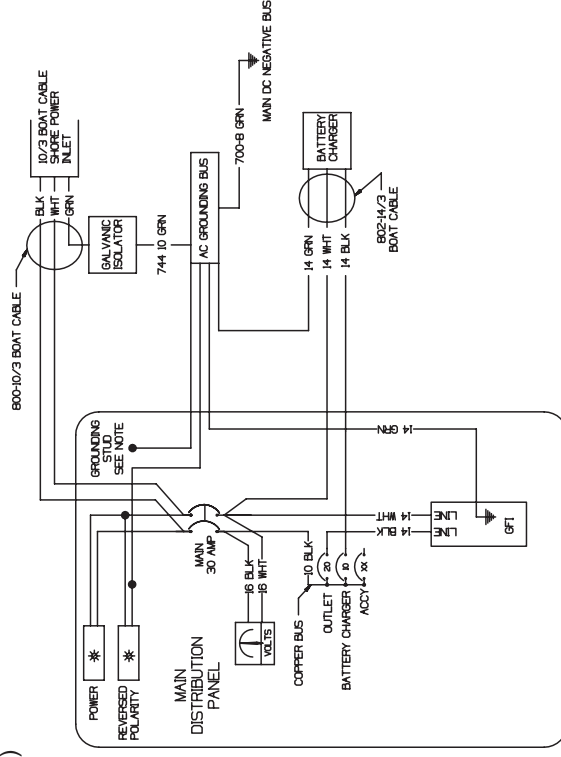 800-10/3 BOAT CABLE
10/3 BOAT CABLE
SHORE POWER
INLET
BLK
WHT
GRN
GALVANIC
ISOLATOR
744 10 GRN
AC GROUNDING BUS
700-8 GRN
MAIN DC NEGATIVE BUS
BATTERY
CHARGER
14 GRN
14 WHT
14 BLK
802-14/3
BOAT CABLE
GROUNDING
STUD
SEE NOTE
POWER
REVERSED
POLARITY
MAIN
DISTRIBUTION
PANEL
MAIN
30 AMP
16 BLK
16 WHT
VOLTS
10 BLK
COPPER BUS
OUTLET
20
BATTERY CHARGER
10
ACCY
XX
14 GRN
14 WHT
14 BLK
LINE
LINE
GFI